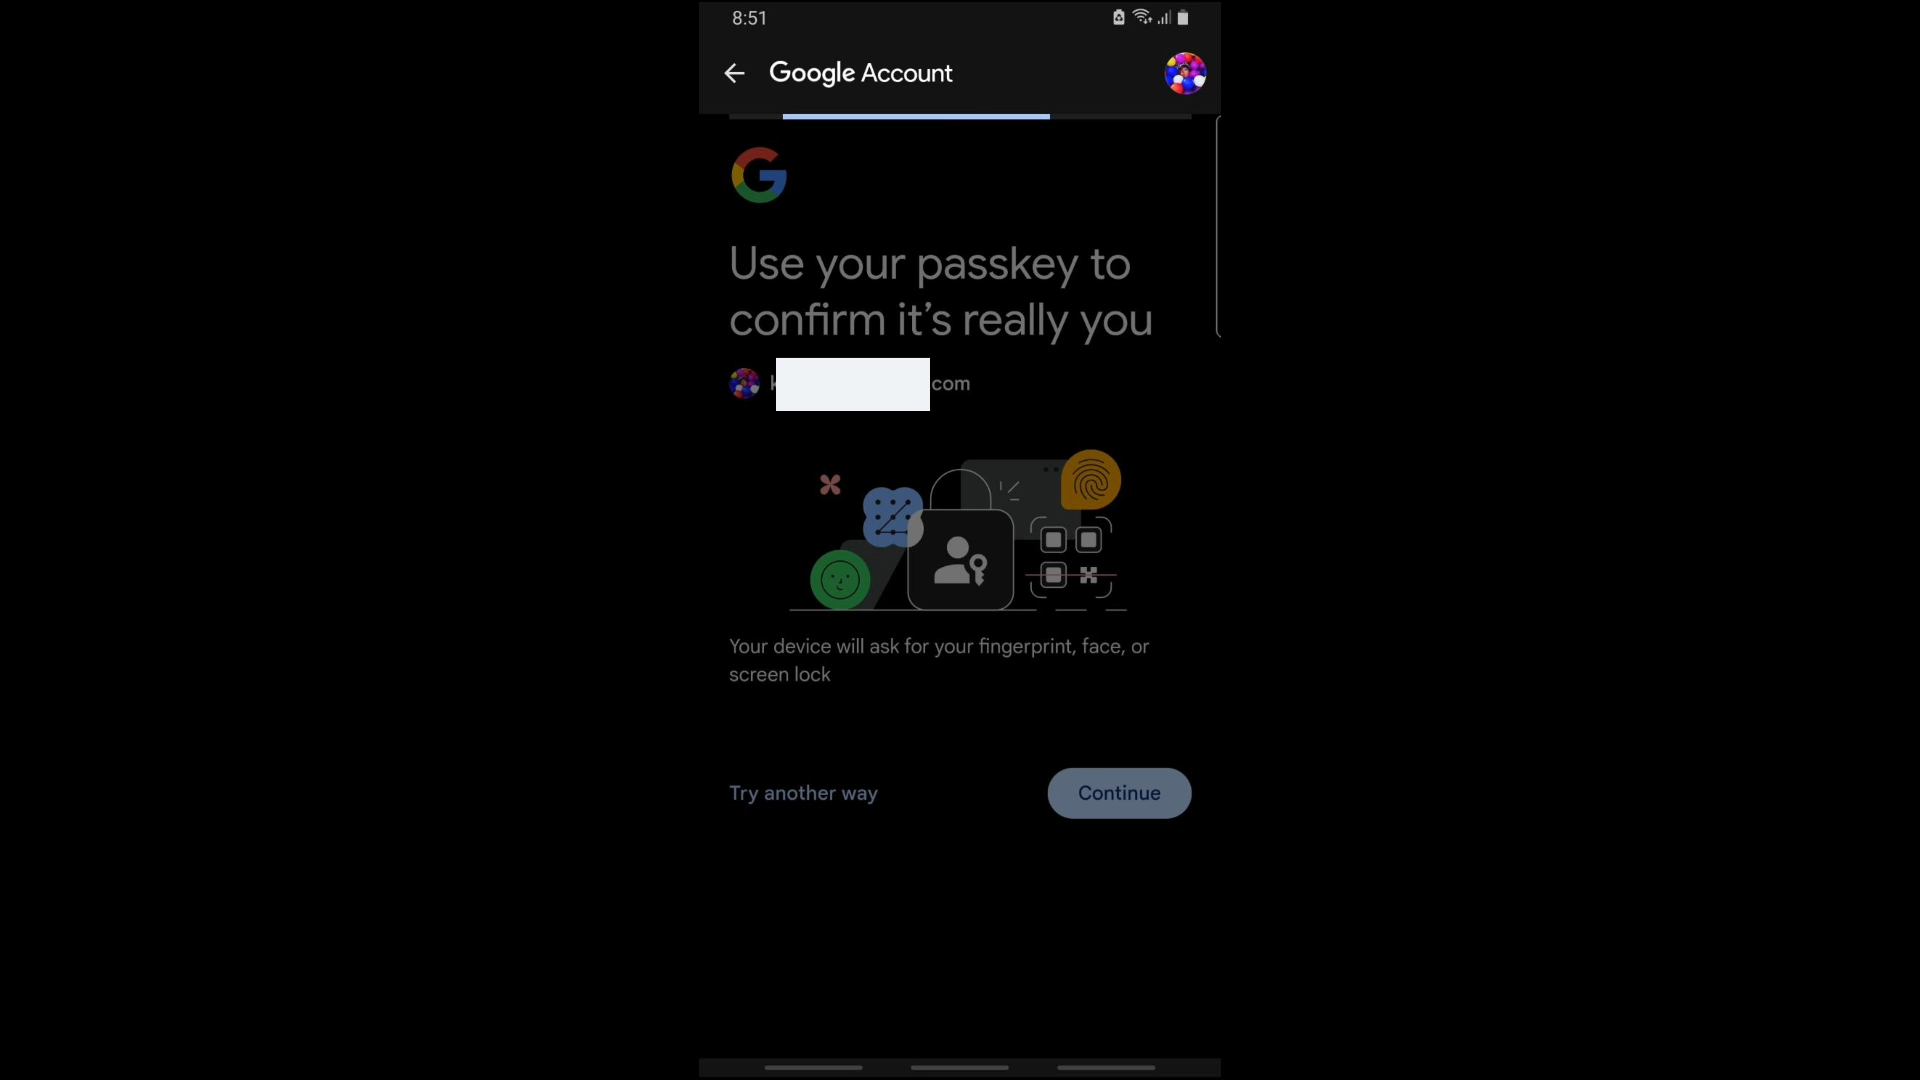 8:51
Google Account
Use your passkey to
confirm it's really you
com
Your device will ask for your fingerprint, face, or
screen lock
Try another way
Continue